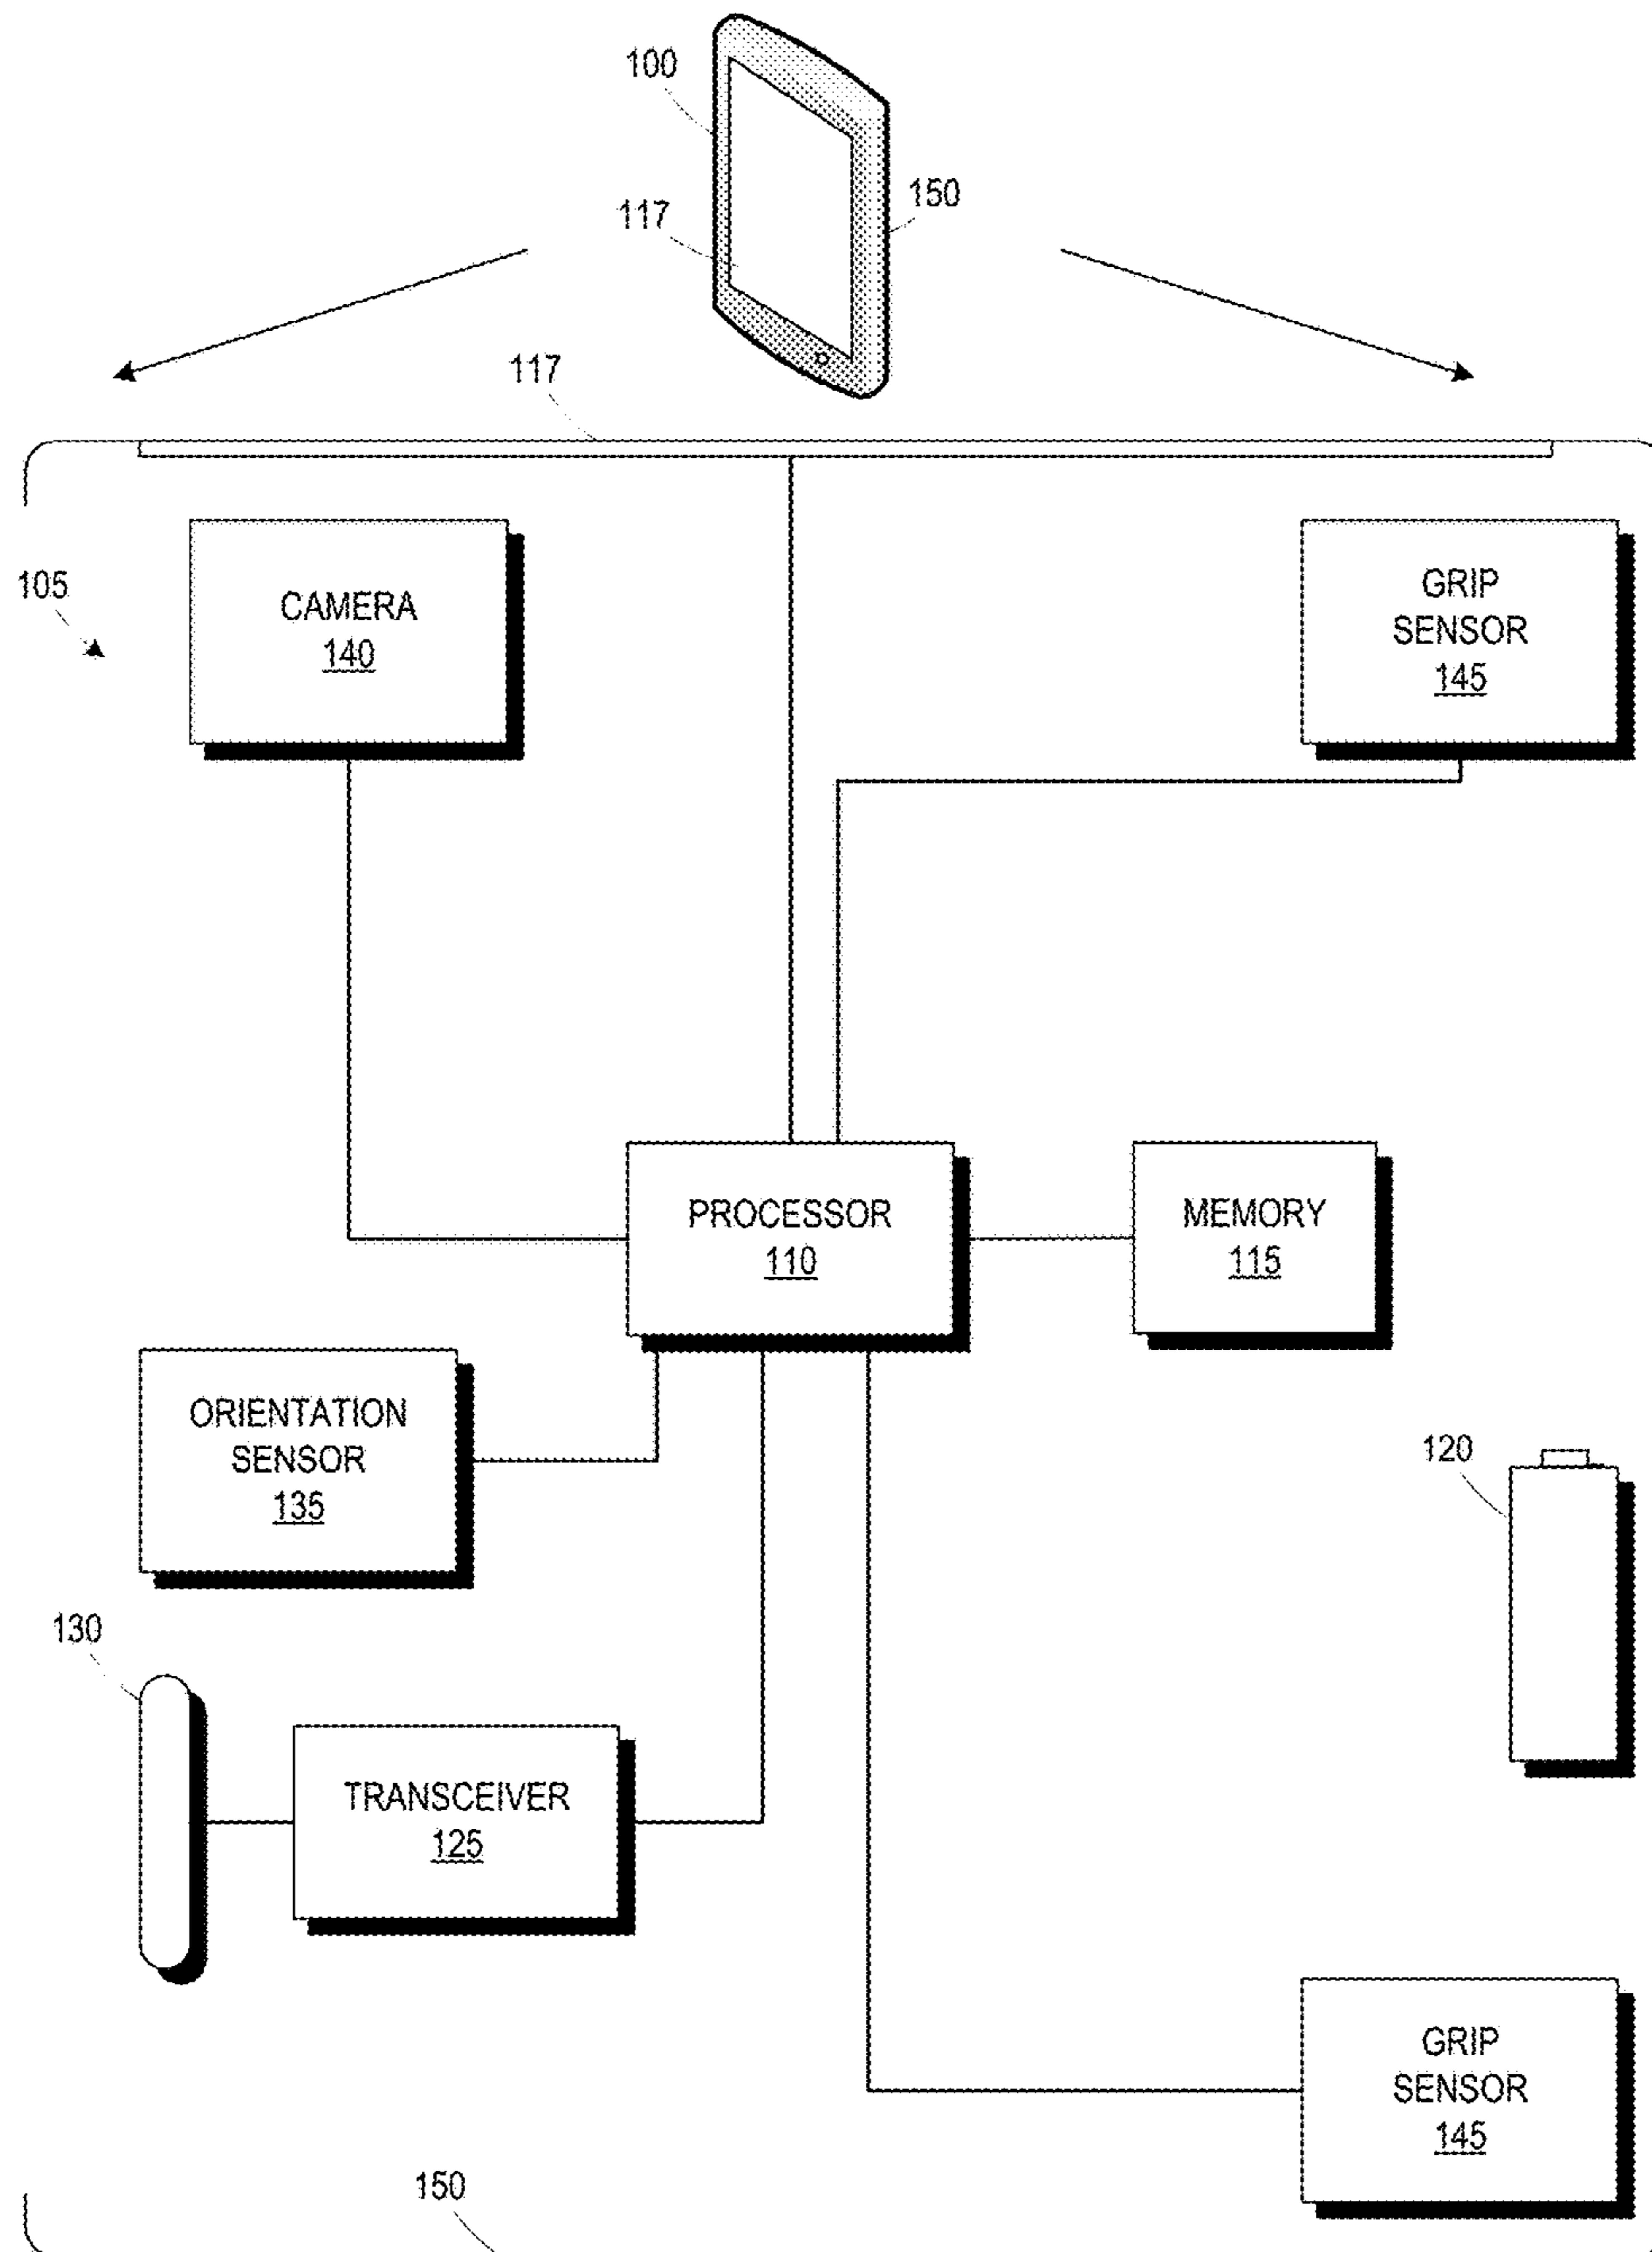 100
150
117
117
105
CAMERA
140
GRIP
SENSOR
145
PROCESSOR
110
MEMORY
115
ORIENTATION
SENSOR
135
120
130
TRANSCEIVER
125
GRIP
SENSOR
145
150